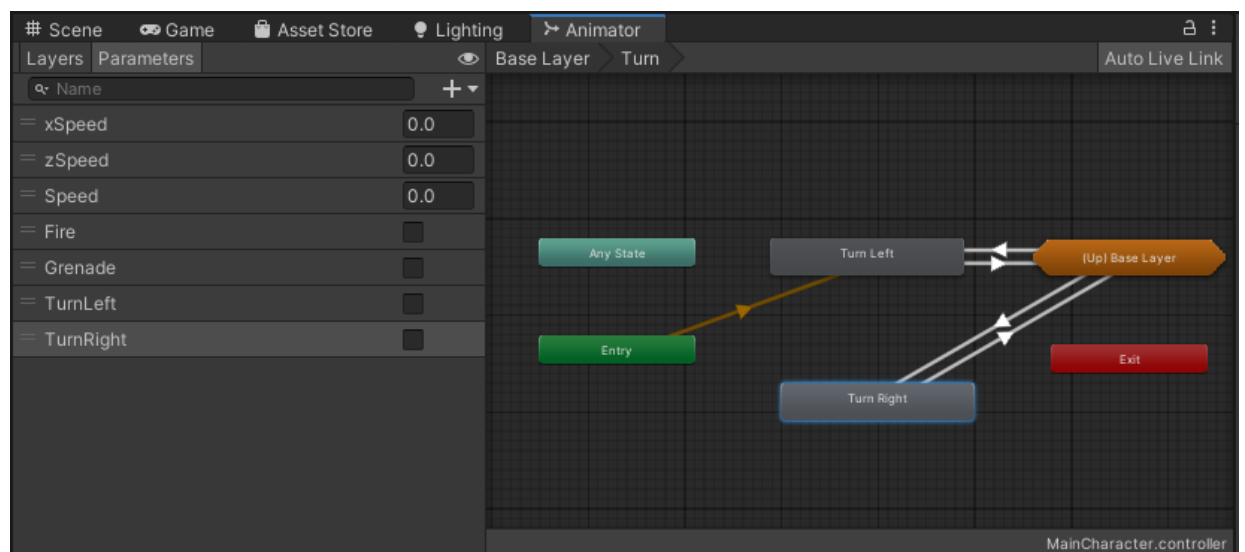 Scene Game Asset Store Lighting Animator
Layers Parameters Base Layer Turn Auto Live Link
Name
xSpeed 0.0
zSpeed 0.0
Speed 0.0
Fire
Grenade
TurnLeft
TurnRight
Any State Turn Left (Up) Base Layer
Entry Exit
Turn Right
MainCharacter.controller